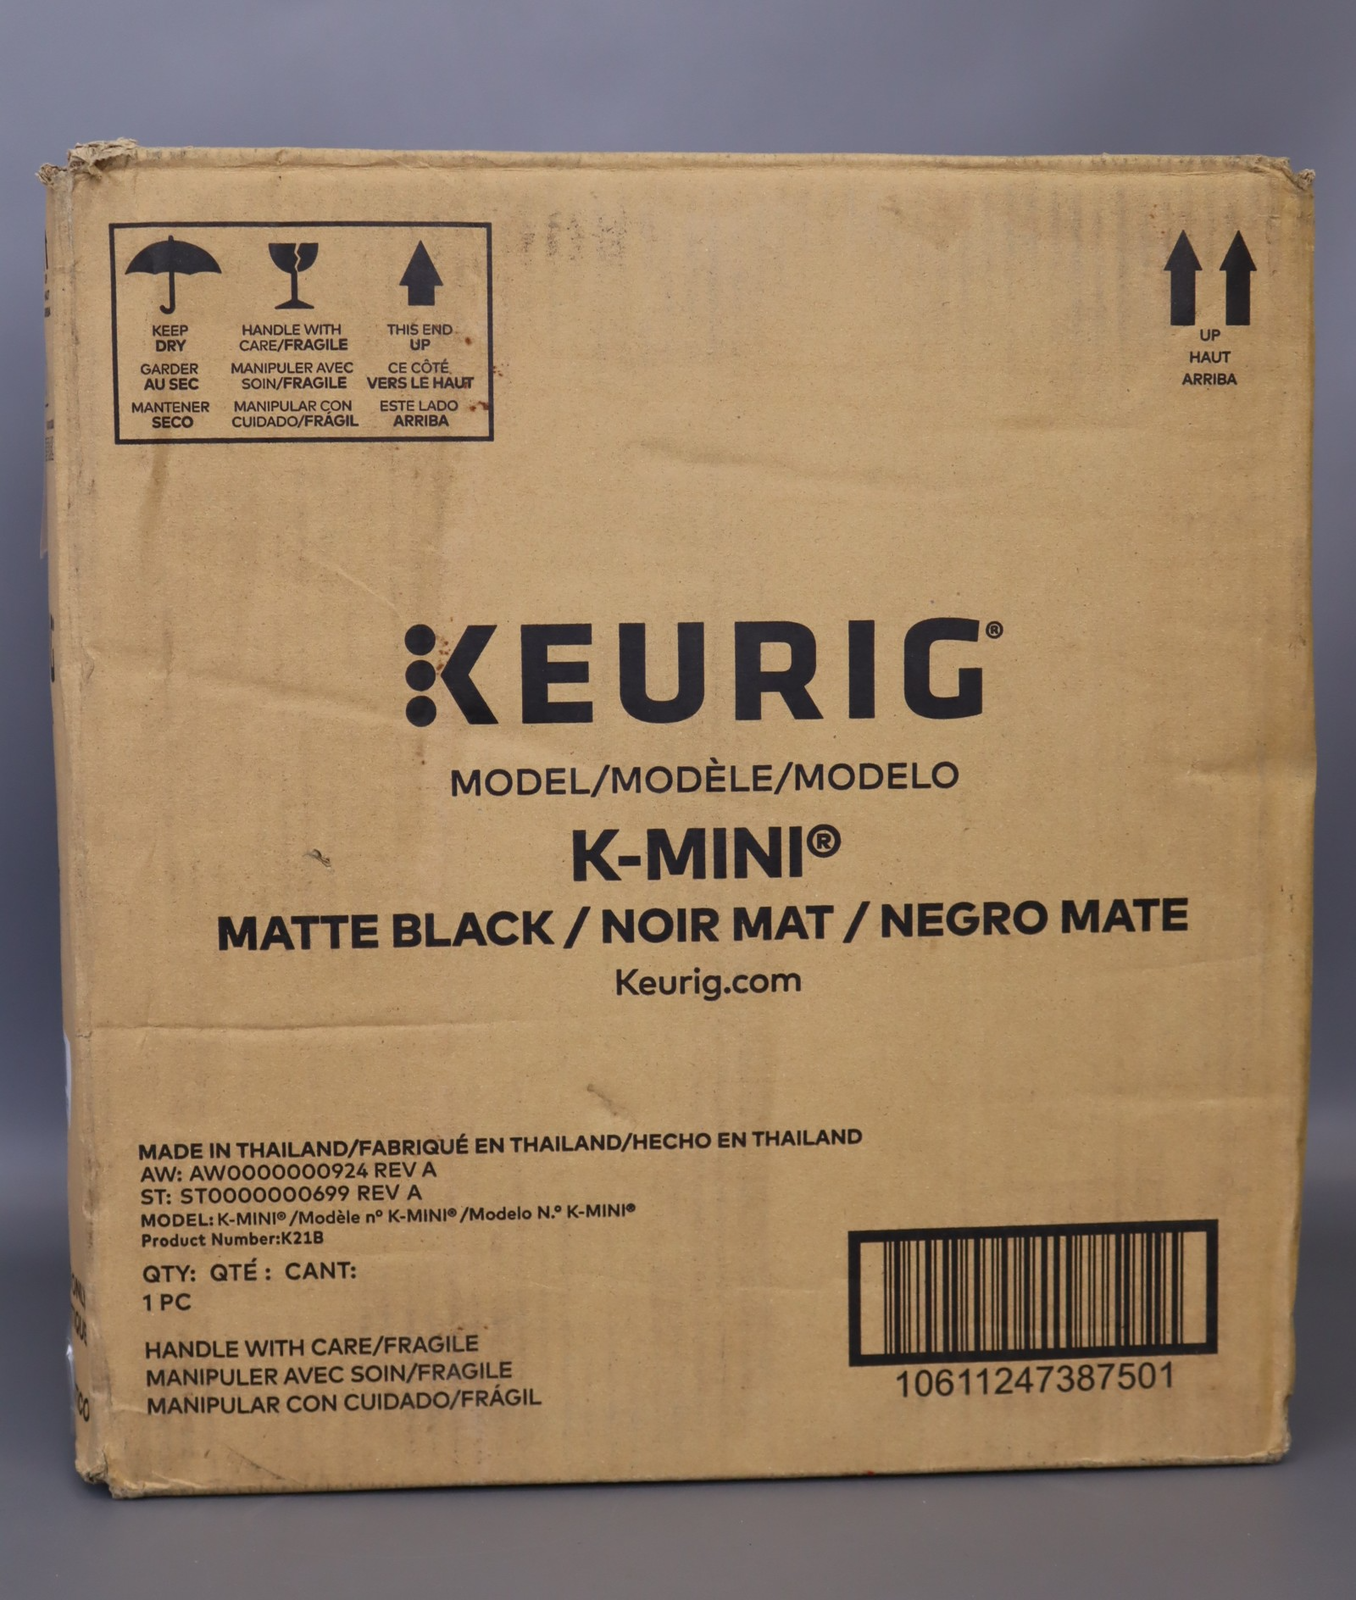 KEEP
DRY
GARDER
AU SEC
MANTENER
SECO
HANDLE WITH
CARE/FRAGILE
MANIPULER AVEC
SOIN/FRAGILE
MANIPULAR CON
CUIDADO/FRÁGIL
THIS END
UP
CE CÔTÉ
VERS LE HAUT
ESTE LADO
ARRIBA
UP
HAUT
ARRIBA
KEURIG®
MODEL/MODÈLE/MODELO
K-MINI®
MATTE BLACK / NOIR MAT / NEGRO MATE
Keurig.com
MADE IN THAILAND/FABRIQUÉ EN THAILAND/HECHO EN THAILAND
AW: AW0000000924 REV A
ST: ST0000000699 REV A
MODEL: K-MINI® /Modèle nº K-MINI® /Modelo N.º K-MINI®
Product Number:K21B
QTY: QTÉ : CANT:
1 PC
HANDLE WITH CARE/FRAGILE
MANIPULER AVEC SOIN/FRAGILE
MANIPULAR CON CUIDADO/FRÁGIL
10611247387501